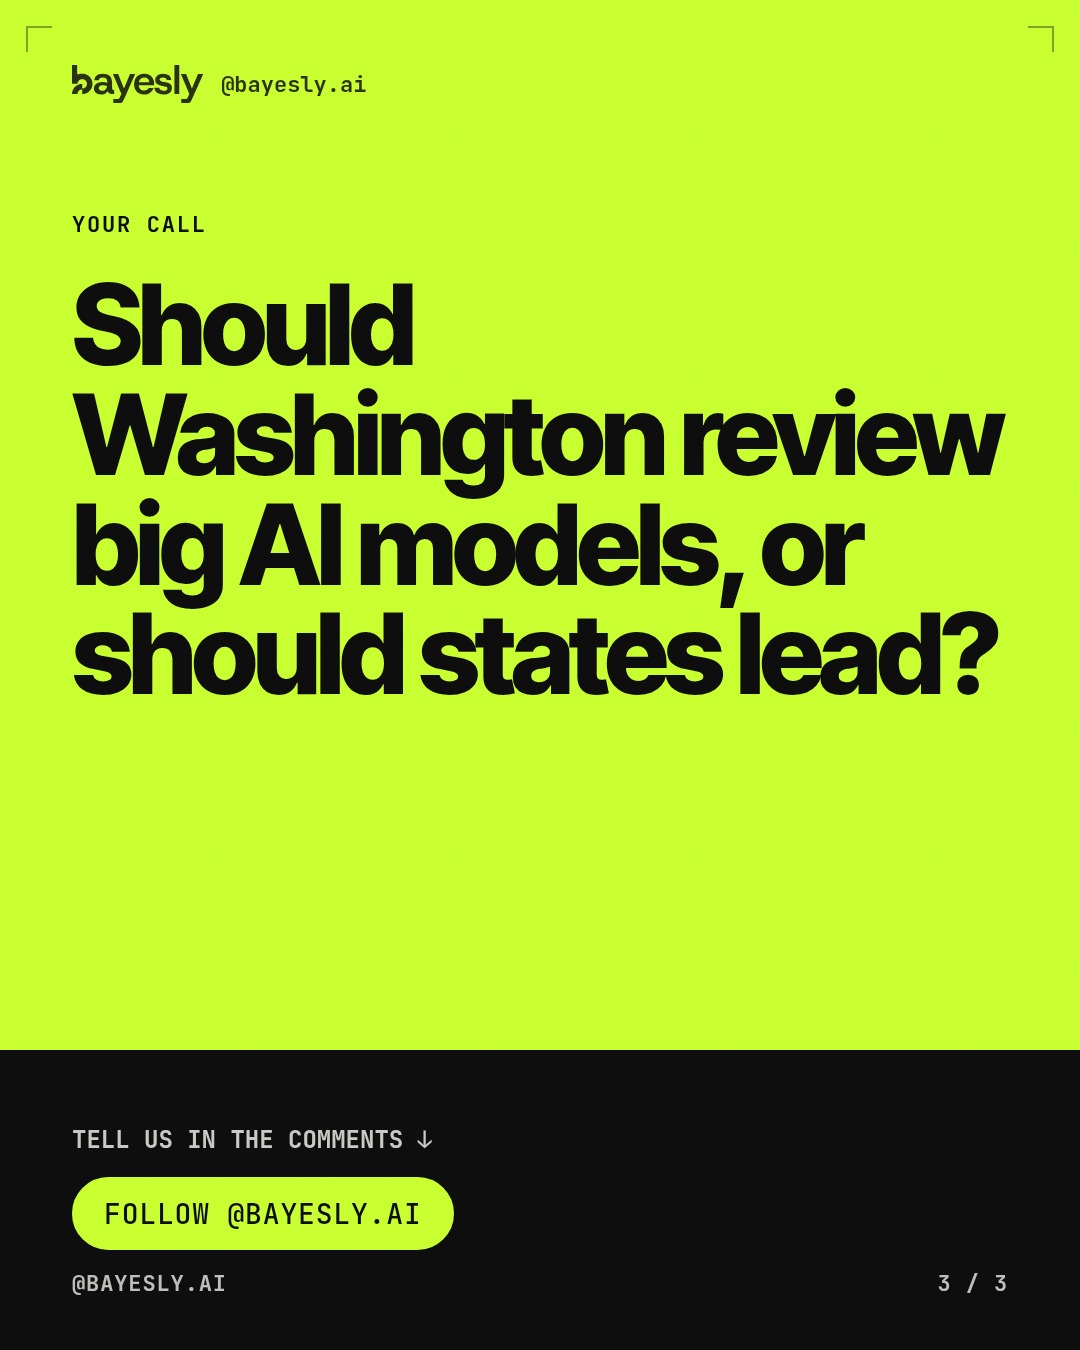 bayesly @bayesly.ai
YOUR CALL
Should
Washington review
big AI models, or
should states lead?
TELL US IN THE COMMENTS ↓
FOLLOW @BAYESLY.AI
@BAYESLY.AI 3 / 3